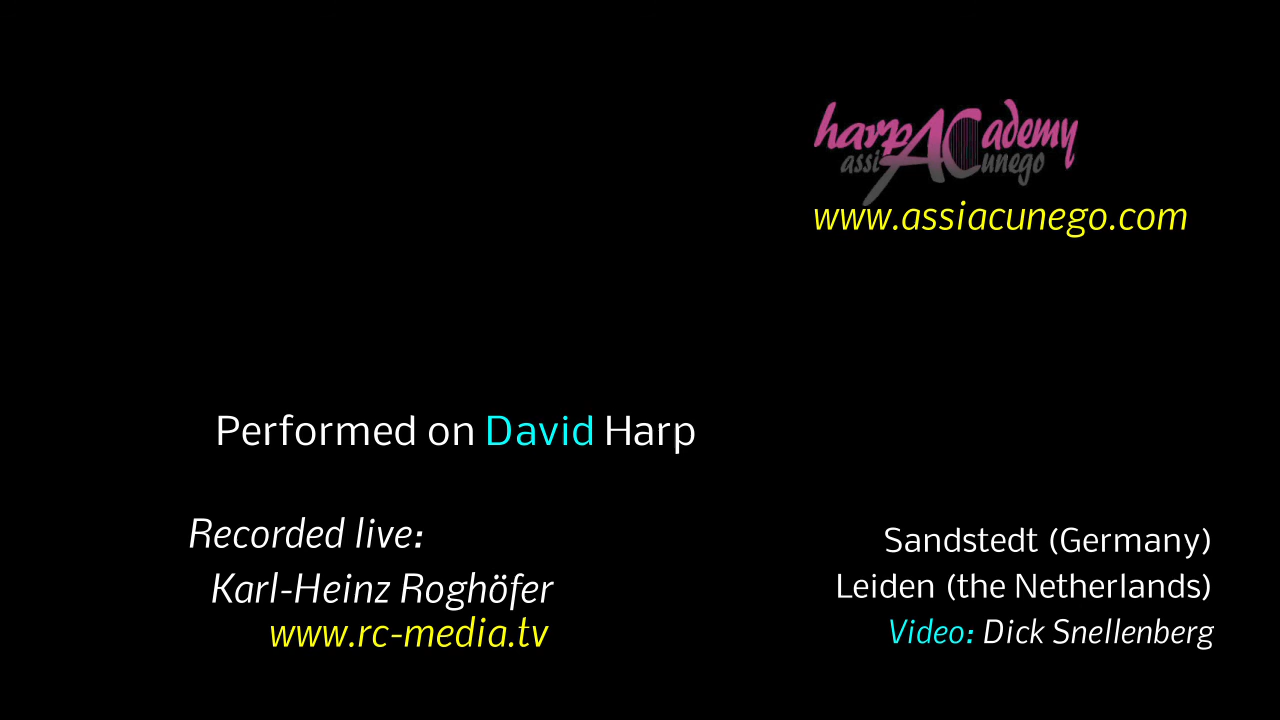 harpACademy
assiCunego
www.assiacunego.com
Performed on David Harp
Recorded live:
Karl-Heinz Roghöfer
www.rc-media.tv
Sandstedt (Germany)
Leiden (the Netherlands)
Video: Dick Snellenberg